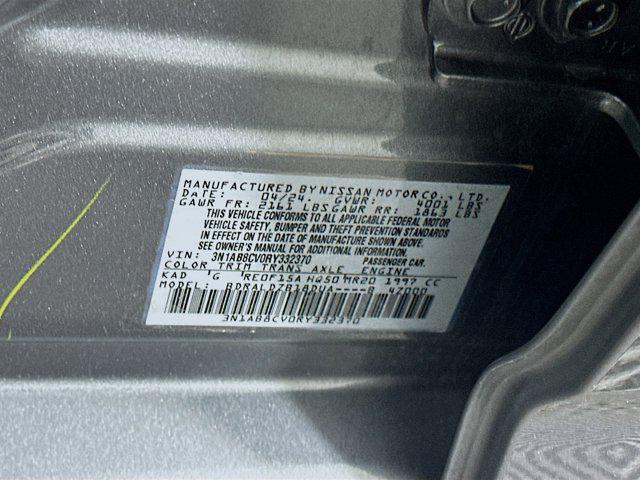 MANUFACTURED BY NISSAN MOTOR CO., LTD.
DATE: 04/24 GVWR: 4001 LBS
GAWR FR: 2161 LBS GAWR RR: 1863 LBS
THIS VEHICLE CONFORMS TO ALL APPLICABLE FEDERAL MOTOR
VEHICLE SAFETY, BUMPER AND THEFT PREVENTION STANDARDS
IN EFFECT ON THE DATE OF MANUFACTURE SHOWN ABOVE.
SEE OWNER'S MANUAL FOR ADDITIONAL INFORMATION.
VIN: 3N1AB8CV0RY332370 PASSENGER CAR.
COLOR TRIM TRANS AXLE ENGINE
KAD G RE0F15A HQ50 MR20 1997 CC
MODEL: BDRALDZB18DUA-----B 47000
3N1AB8CV0RY332370